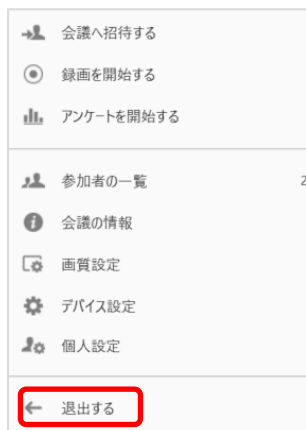 会議へ招待する
録画を開始する
アンケートを開始する
参加者の一覧 2
会議の情報
画質設定
デバイス設定
個人設定
退出する